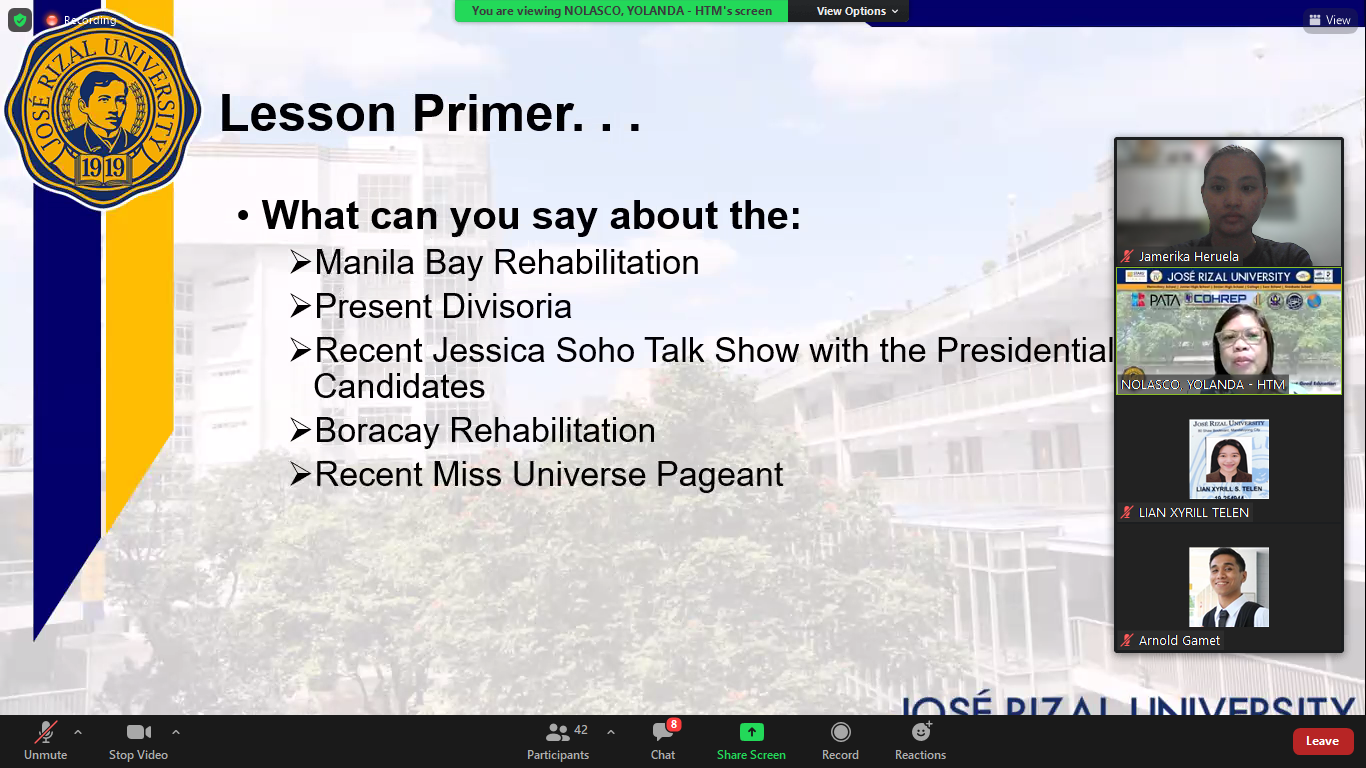 You are viewing NOLASCO, YOLANDA - HTM's screen
View Options
Recording
View
JOSÉ RIZAL UNIVERSITY
1919
Lesson Primer. . .
• What can you say about the:
➢Manila Bay Rehabilitation
➢Present Divisoria
➢Recent Jessica Soho Talk Show with the Presidential
Candidates
➢Boracay Rehabilitation
➢Recent Miss Universe Pageant
Jamerika Heruela
JOSÉ RIZAL UNIVERSITY
PATA COHREP
NOLASCO, YOLANDA - HTM
JOSÉ RIZAL UNIVERSITY
LIAN XYRILL S. TELEN
LIAN XYRILL TELEN
Arnold Gamet
JOSÉ RIZAL UNIVERSITY
Unmute
Stop Video
Participants
42
Chat
8
Share Screen
Record
Reactions
Leave